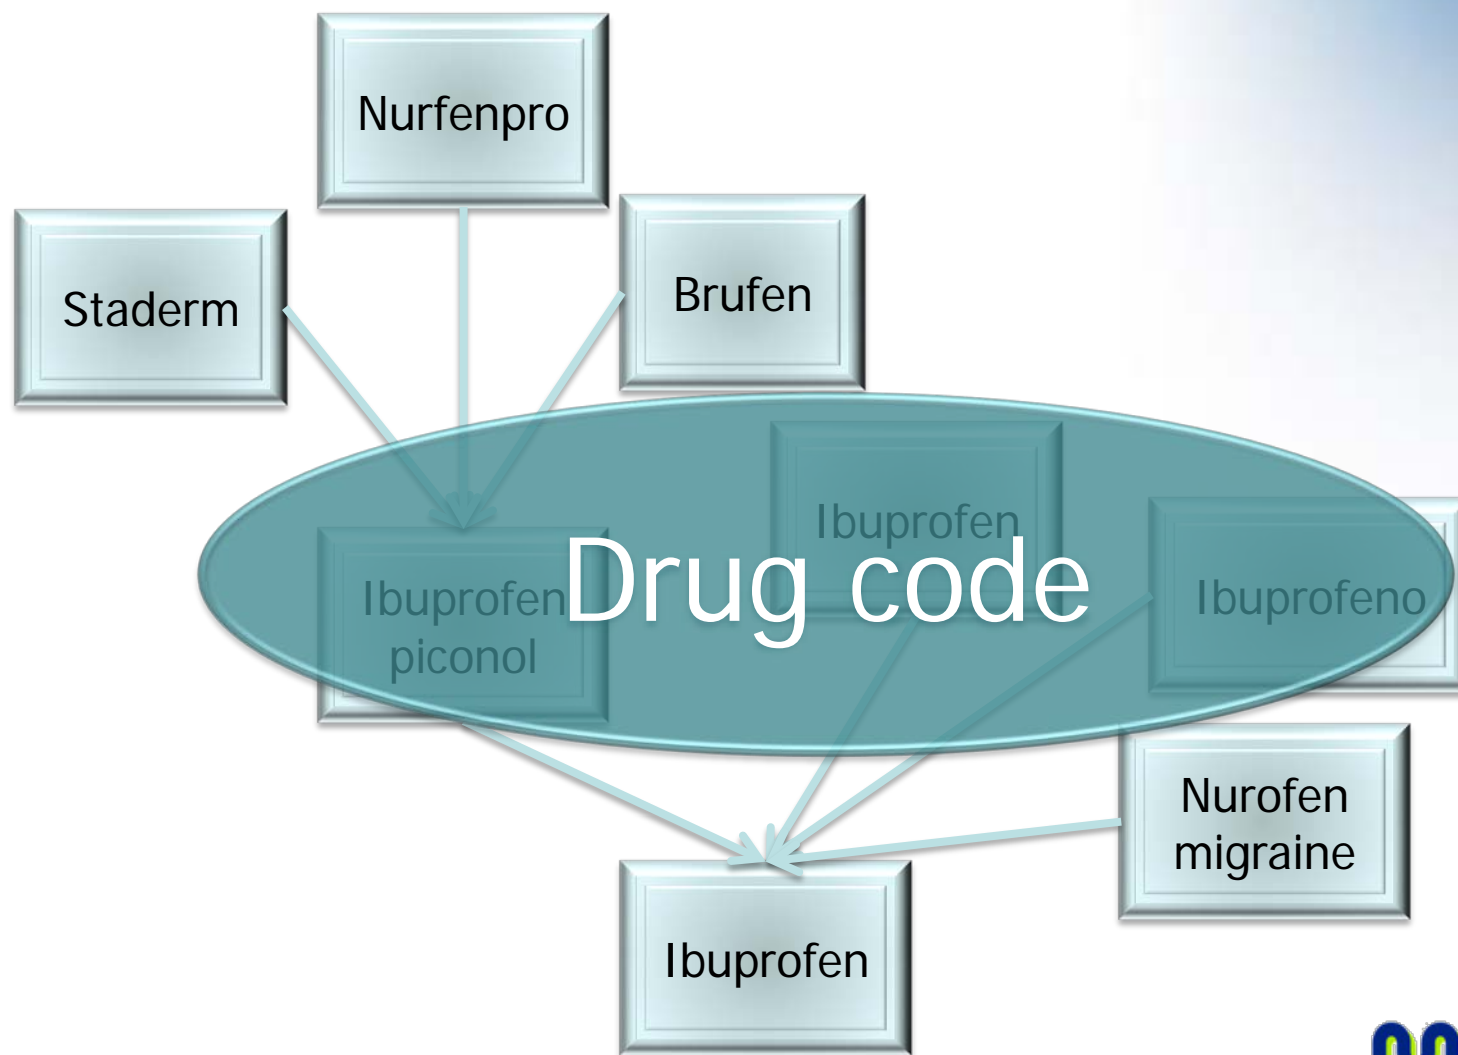 Nurfenpro
Staderm
Brufen
Ibuprofen
Drug code
Ibuprofen
piconol
Ibuprofeno
Nurofen
migraine
Ibuprofen